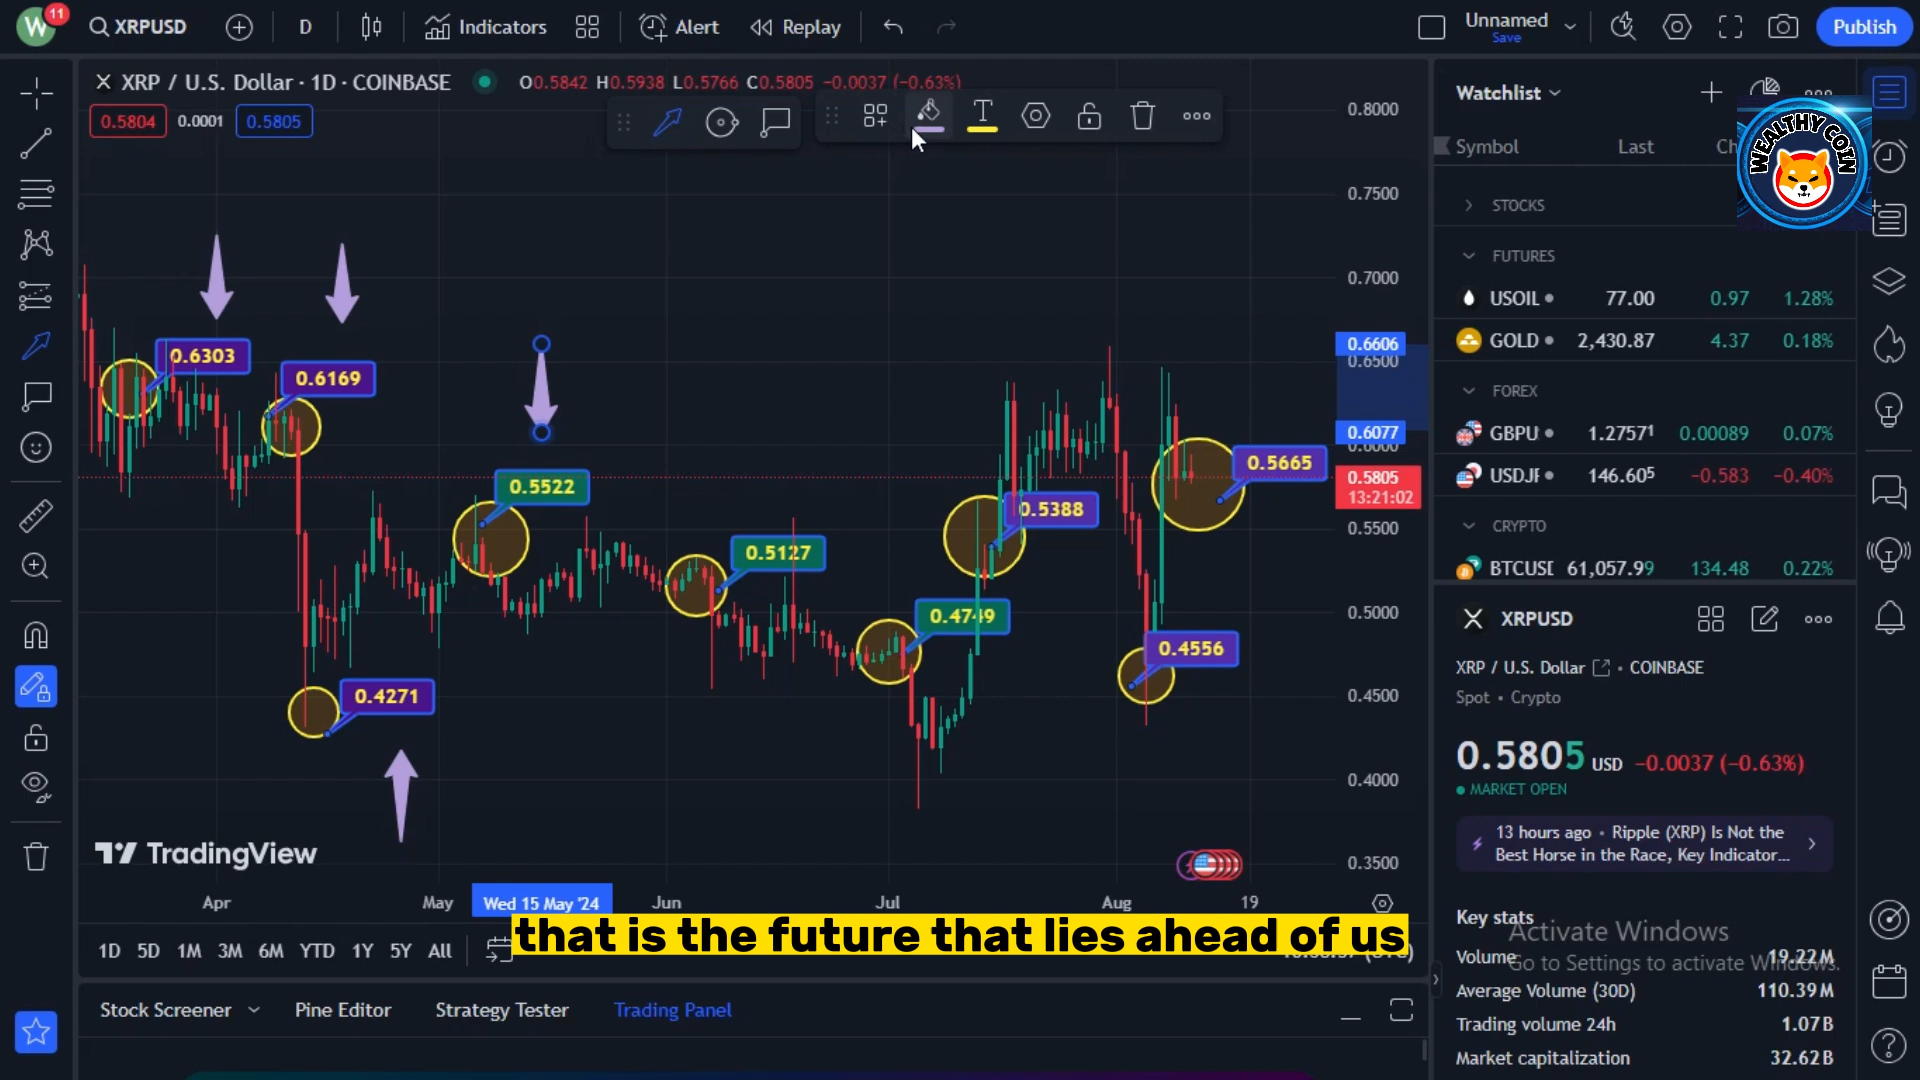 W 11 XRPUSD D Indicators Alert Replay Unnamed Save Publish
XRP / U.S. Dollar · 1D · COINBASE O0.5842 H0.5938 L0.5766 C0.5805 −0.0037 (−0.63%)
0.5804 0.0001 0.5805
T
0.8000
0.7500
0.7000
0.6606
0.6500
0.6077
0.6000
0.5805
13:21:02
0.5500
0.5000
0.4500
0.4000
0.3500
0.6303
0.6169
0.5522
0.5665
0.5388
0.5127
0.4749
0.4556
0.4271
TradingView
Apr May Wed 15 May '24 Jun Jul Aug 19
that is the future that lies ahead of us
1D 5D 1M 3M 6M YTD 1Y 5Y All
Stock Screener Pine Editor Strategy Tester Trading Panel
Watchlist
WEALTHY COIN
Symbol Last
STOCKS
FUTURES
USOIL 77.00 0.97 1.28%
GOLD 2,430.87 4.37 0.18%
FOREX
GBPU 1.27571 0.00089 0.07%
USDJF 146.605 −0.583 −0.40%
CRYPTO
BTCUSD 61,057.99 134.48 0.22%
XRPUSD
XRP / U.S. Dollar • COINBASE
Spot • Crypto
0.5805 USD −0.0037 (−0.63%)
MARKET OPEN
13 hours ago • Ripple (XRP) Is Not the
Best Horse in the Race, Key Indicator...
Key stats
Activate Windows
Go to Settings to activate Windows.
Volume 19.22M
Average Volume (30D) 110.39M
Trading volume 24h 1.07B
Market capitalization 32.62B